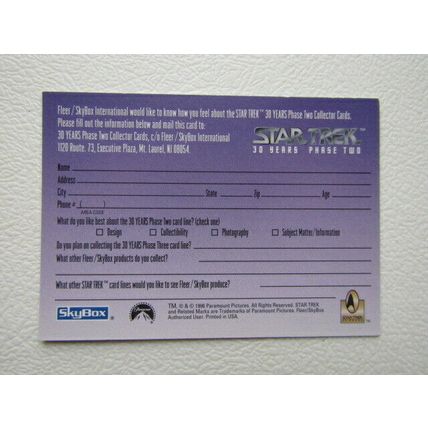 Fleer/SkyBox International would like to know how you feel about the STAR TREK™ 30 YEARS Phase Two Collector Cards.
Please fill out the information below and mail this card to:
30 YEARS Phase Two Collector Cards, c/o Fleer/SkyBox International
1120 Route. 73, Executive Plaza, Mt. Laurel, NJ 08054.
STAR TREK™
30 YEARS PHASE TWO
Name
Address
City State Zip Age
Phone # ( )
AREA CODE
What do you like best about the 30 YEARS Phase Two card line? (check one)
Design Collectibility Photography Subject Matter/Information
Do you plan on collecting the 30 YEARS Phase Three card line?
What other Fleer/SkyBox products do you collect?
What other STAR TREK™ card lines would you like to see Fleer/SkyBox produce?
SkyBox®
TM, ® & © 1996 Paramount Pictures. All Rights Reserved. STAR TREK
and Related Marks are Trademarks of Paramount Pictures. Fleer/SkyBox
Authorized User. Printed in USA.
STAR TREK